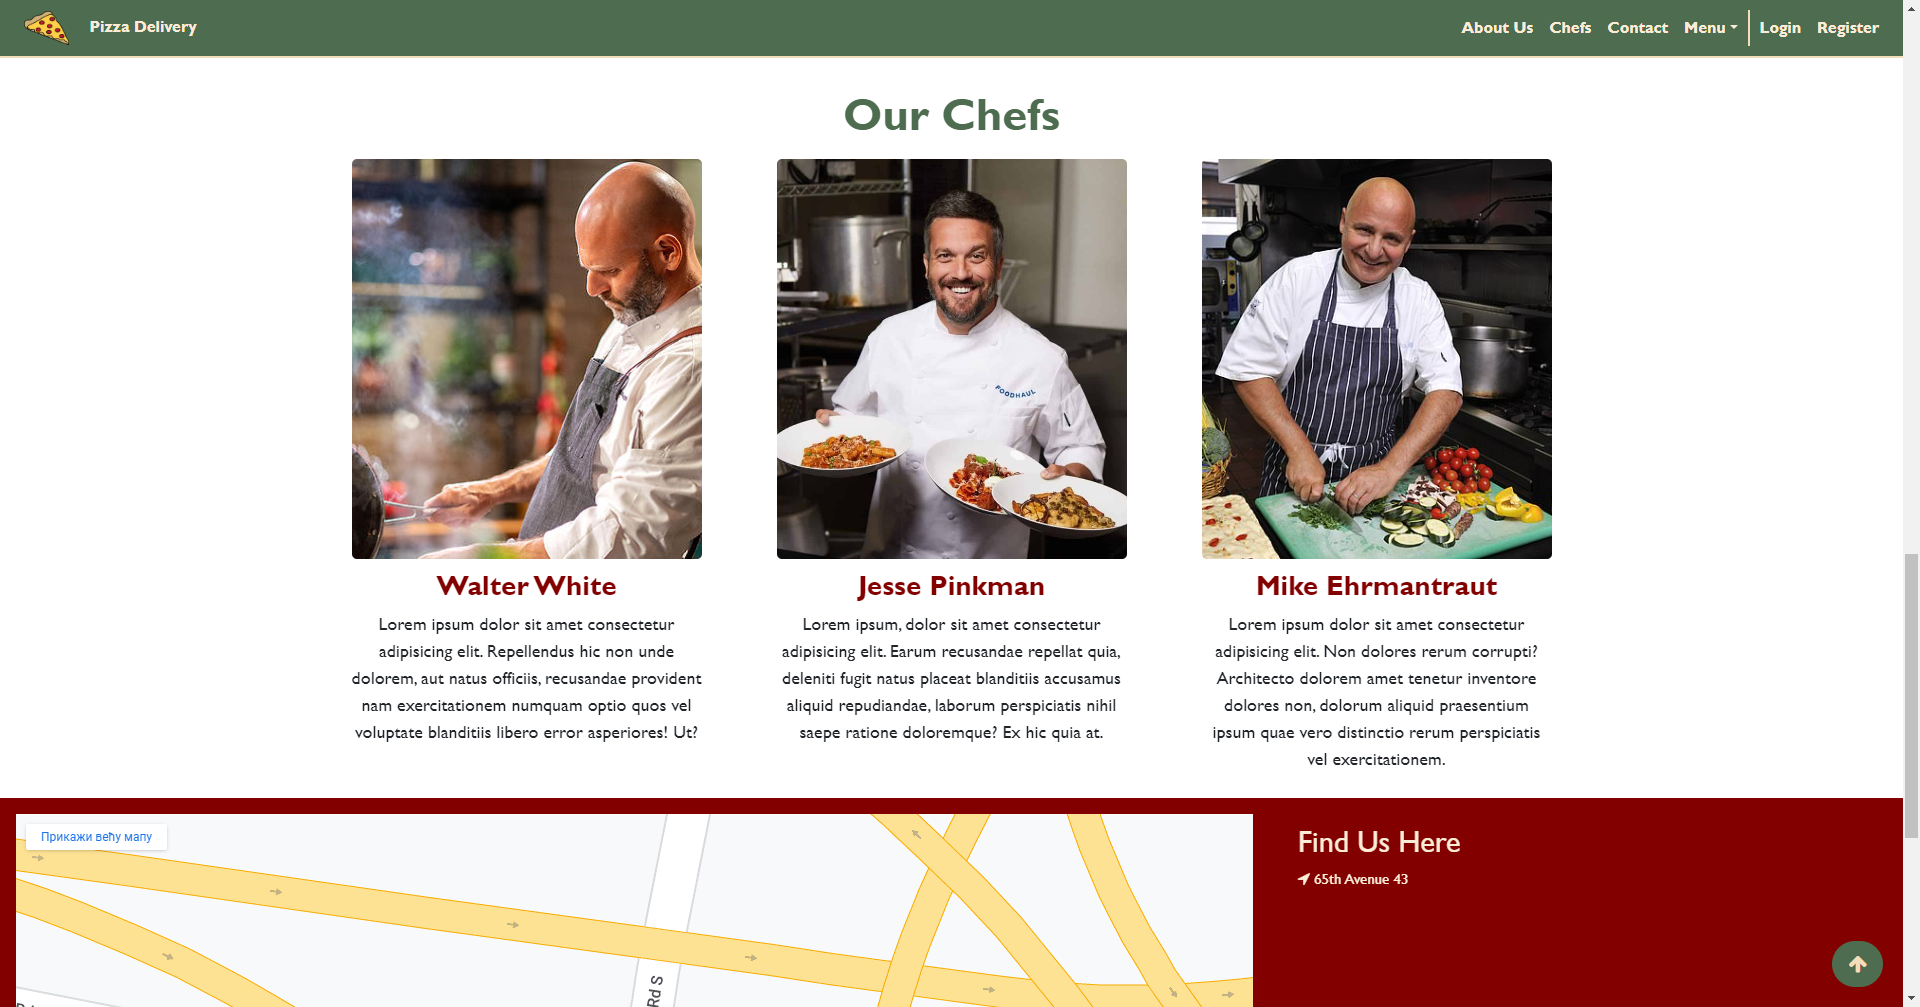 Pizza Delivery
About Us
Chefs
Contact
Menu
Login
Register
Our Chefs
FOODHAUL
Walter White
Lorem ipsum dolor sit amet consectetur
adipisicing elit. Repellendus hic non unde
dolorem, aut natus officiis, recusandae provident
nam exercitationem numquam optio quos vel
voluptate blanditiis libero error asperiores! Ut?
Jesse Pinkman
Lorem ipsum, dolor sit amet consectetur
adipisicing elit. Earum recusandae repellat quia,
deleniti fugit natus placeat blanditiis accusamus
aliquid repudiandae, laborum perspiciatis nihil
saepe ratione doloremque? Ex hic quia at.
Mike Ehrmantraut
Lorem ipsum dolor sit amet consectetur
adipisicing elit. Non dolores rerum corrupti?
Architecto dolorem amet tenetur inventore
dolores non, dolorum aliquid praesentium
ipsum quae vero distinctio rerum perspiciatis
vel exercitationem.
Прикажи већу мапу
Rd S
Find Us Here
65th Avenue 43